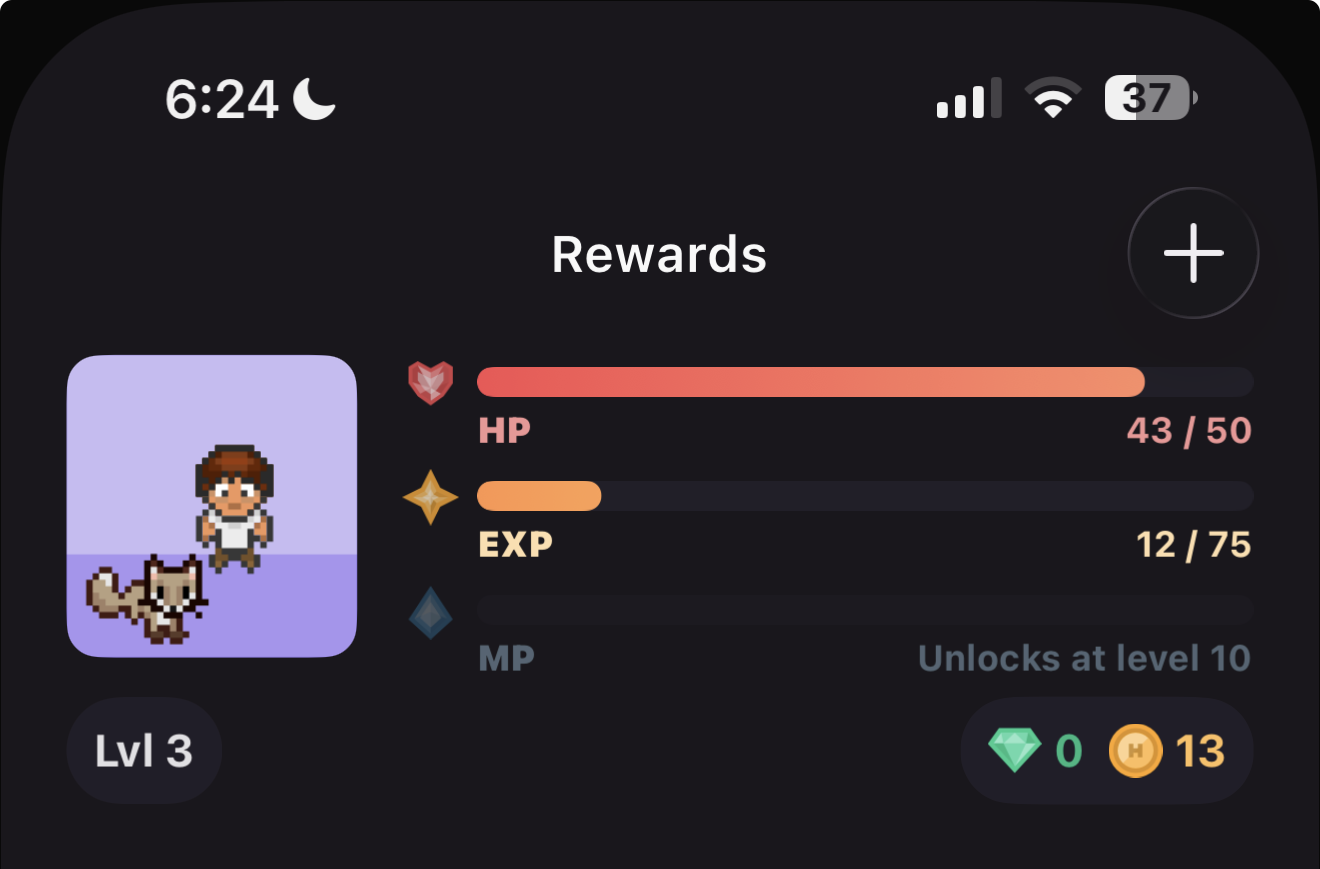 6:24
37
Rewards
HP
43 / 50
EXP
12 / 75
MP
Unlocks at level 10
Lvl 3
0
H
13